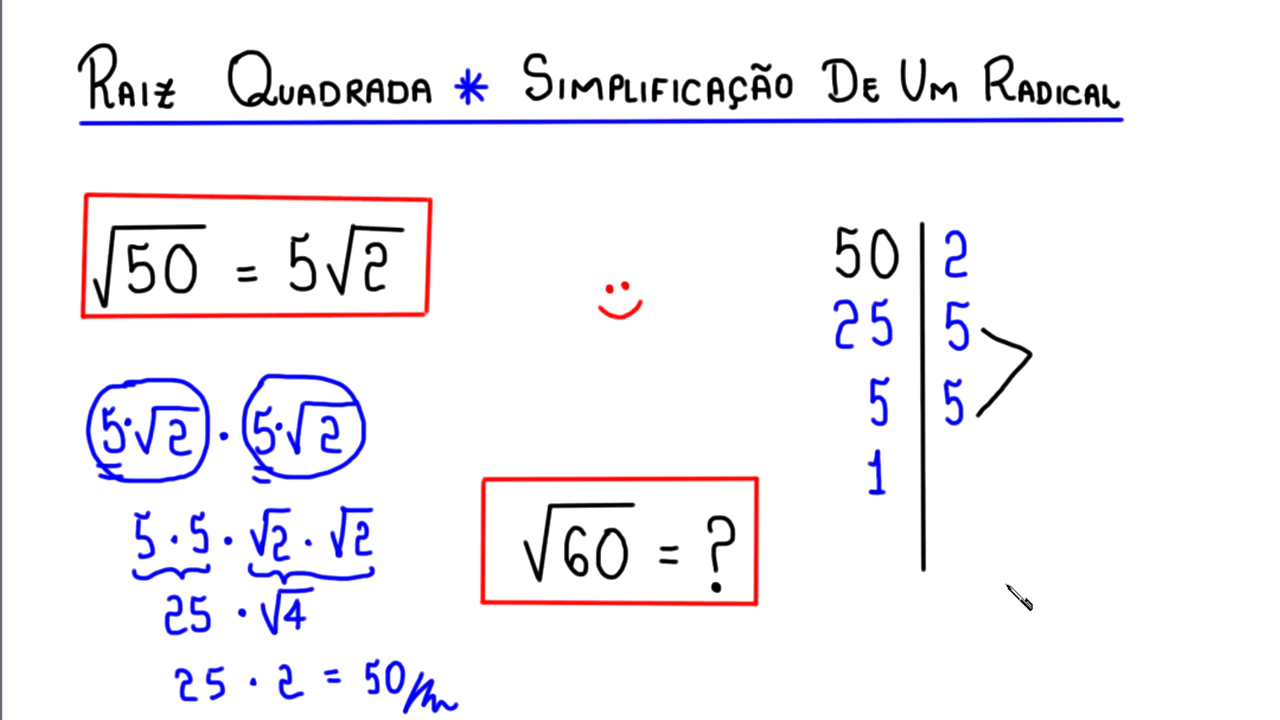 RAIZ QUADRADA * SIMPLIFICAÇÃO DE UM RADICAL
√50 = 5√2
5·√2 · 5·√2
5 · 5 · √2 · √2
25 · √4
25 · 2 = 50
√60 = ?
50 | 2
25 | 5
5 | 5
1